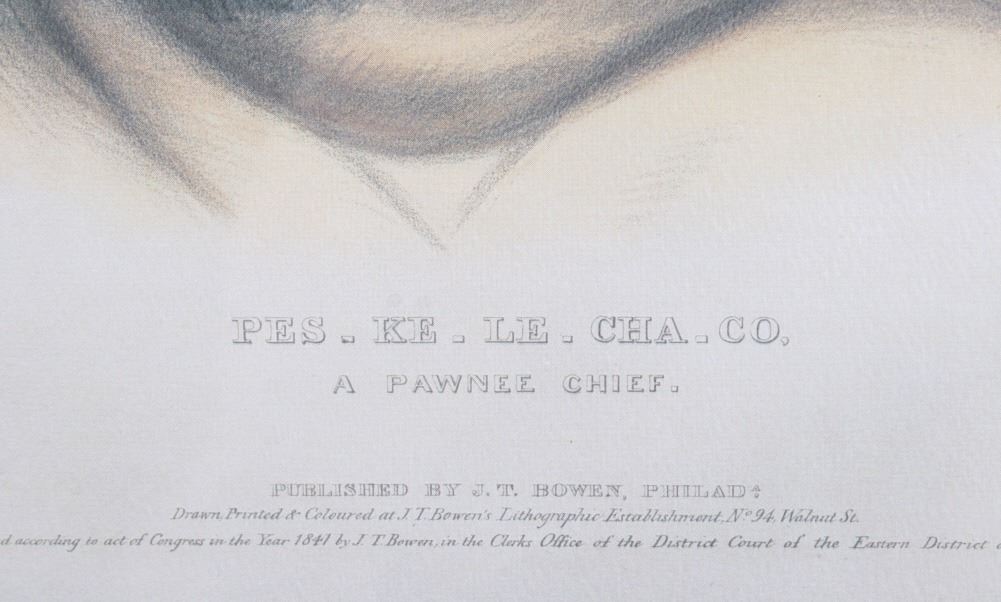 PES - KE - LE - CHA - CO,
A PAWNEE CHIEF.
PUBLISHED BY J. T. BOWEN, PHILADA
Drawn, Printed & Coloured at J. T. Bowen's Lithographic Establishment, No 94, Walnut St.
according to act of Congress in the Year 1841 by J. T. Bowen, in the Clerks Office of the District Court of the Eastern District